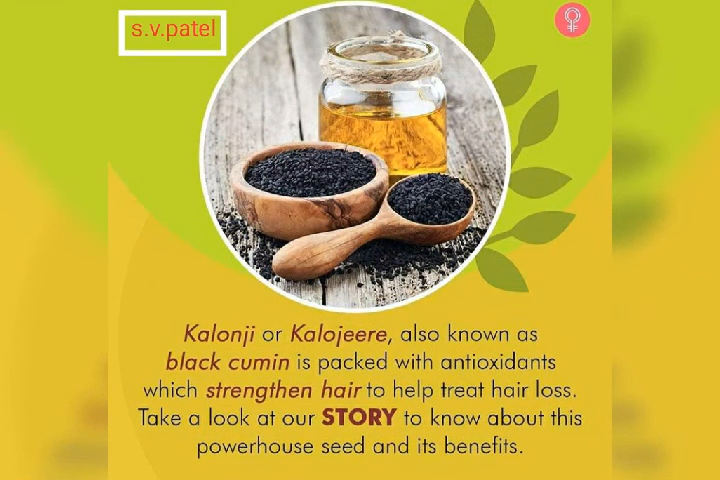 s.v.patel
Kalonji or Kalojeere, also known as
black cumin is packed with antioxidants
which strengthen hair to help treat hair loss.
Take a look at our STORY to know about this
powerhouse seed and its benefits.